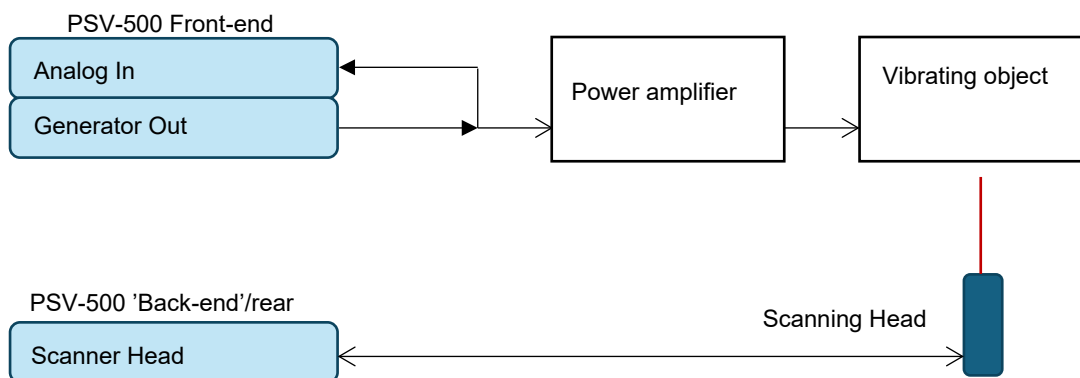 PSV-500 Front-end
Analog In
Generator Out
Power amplifier
Vibrating object
PSV-500 ’Back-end’/rear
Scanner Head
Scanning Head